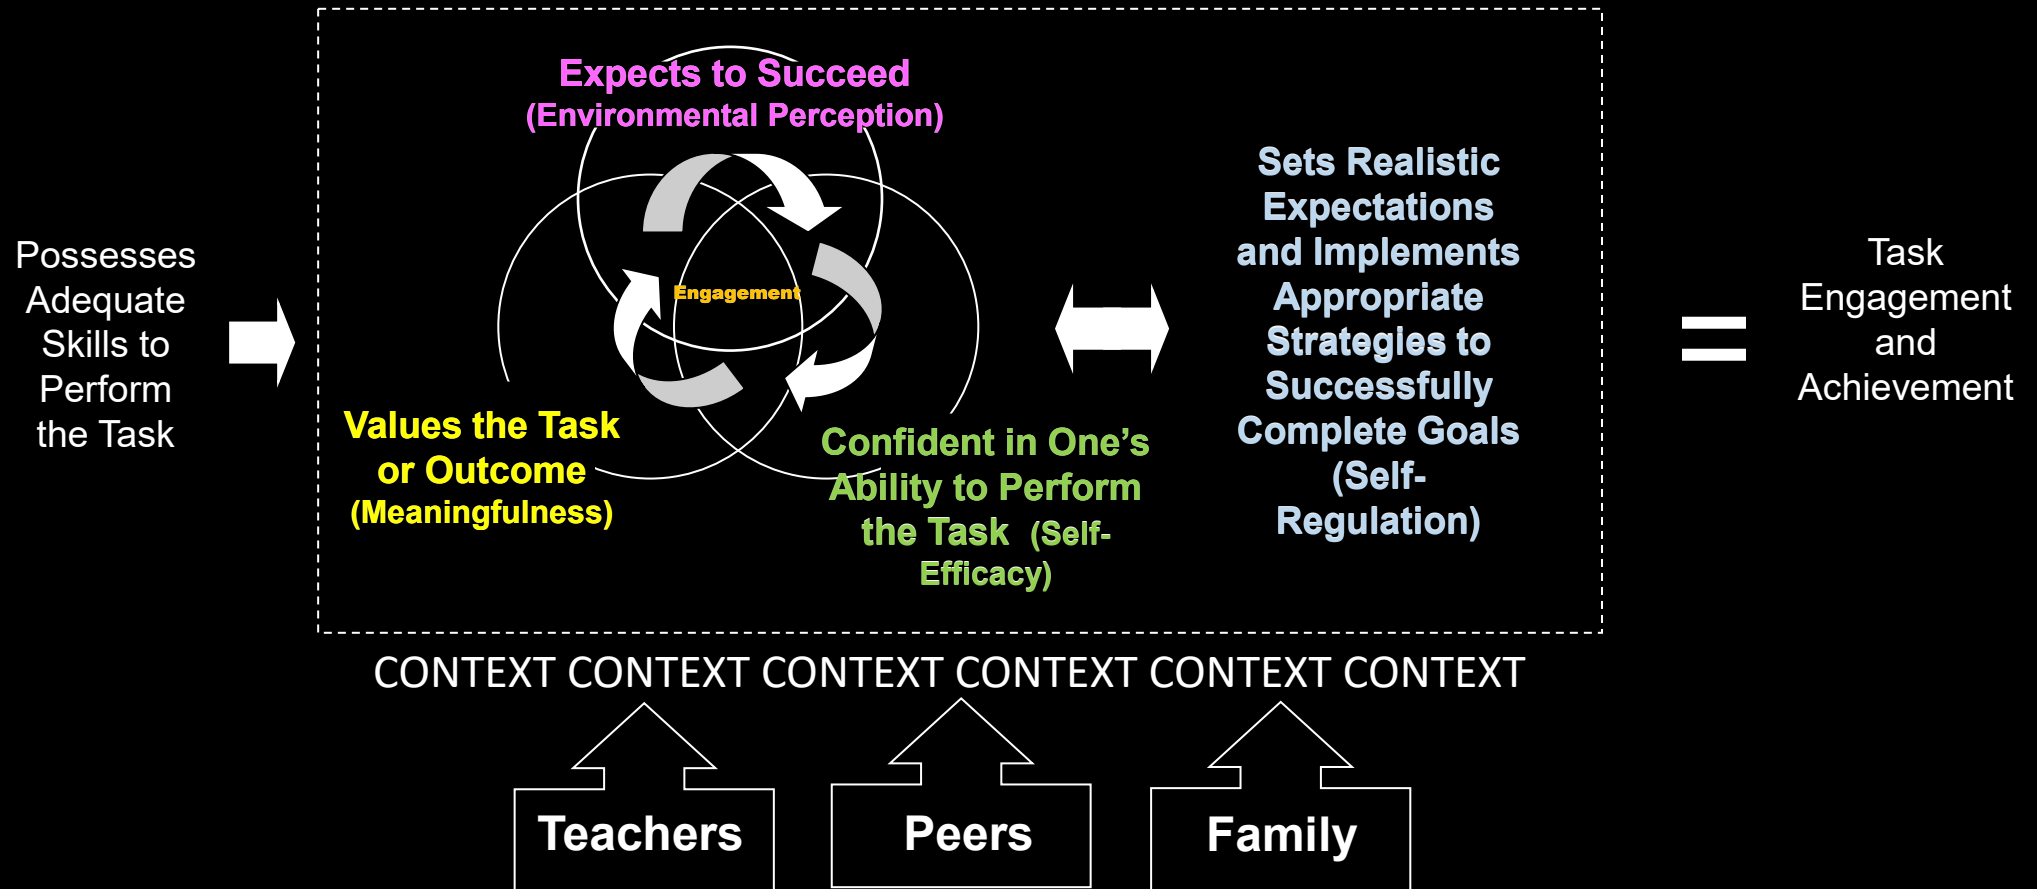 Possesses
Adequate
Skills to
Perform
the Task
Expects to Succeed
(Environmental Perception)
Engagement
Values the Task
or Outcome
(Meaningfulness)
Confident in One’s
Ability to Perform
the Task (Self-
Efficacy)
Sets Realistic
Expectations
and Implements
Appropriate
Strategies to
Successfully
Complete Goals
(Self-
Regulation)
Task
Engagement
and
Achievement
CONTEXT CONTEXT CONTEXT CONTEXT CONTEXT CONTEXT
Teachers
Peers
Family